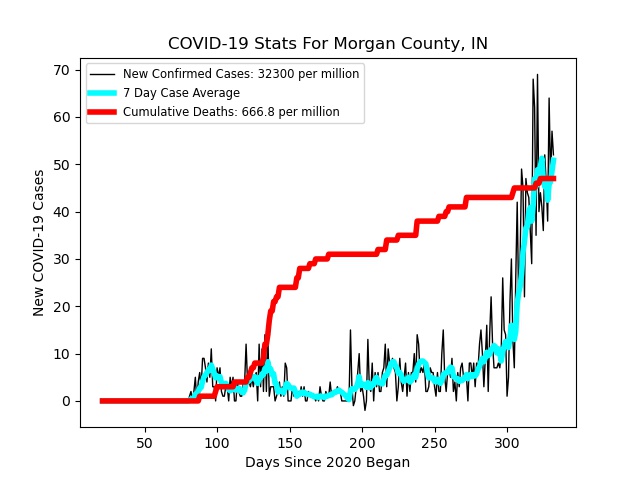 COVID-19 Stats For Morgan County, IN
New Confirmed Cases: 32300 per million
7 Day Case Average
Cumulative Deaths: 666.8 per million
New COVID-19 Cases
70
60
50
40
30
20
10
0
50 100 150 200 250 300
Days Since 2020 Began